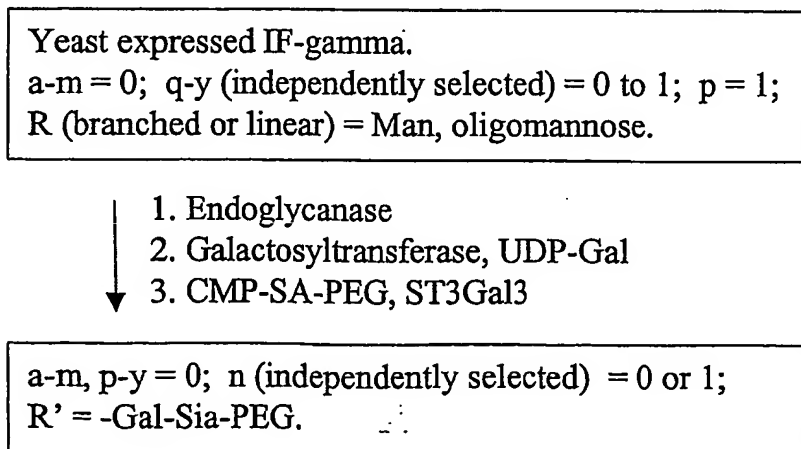 Yeast expressed IF-gamma.
a-m = 0; q-y (independently selected) = 0 to 1; p = 1;
R (branched or linear) = Man, oligomannose.
1. Endoglycanase
2. Galactosyltransferase, UDP-Gal
3. CMP-SA-PEG, ST3Gal3
a-m, p-y = 0; n (independently selected) = 0 or 1;
R' = -Gal-Sia-PEG.